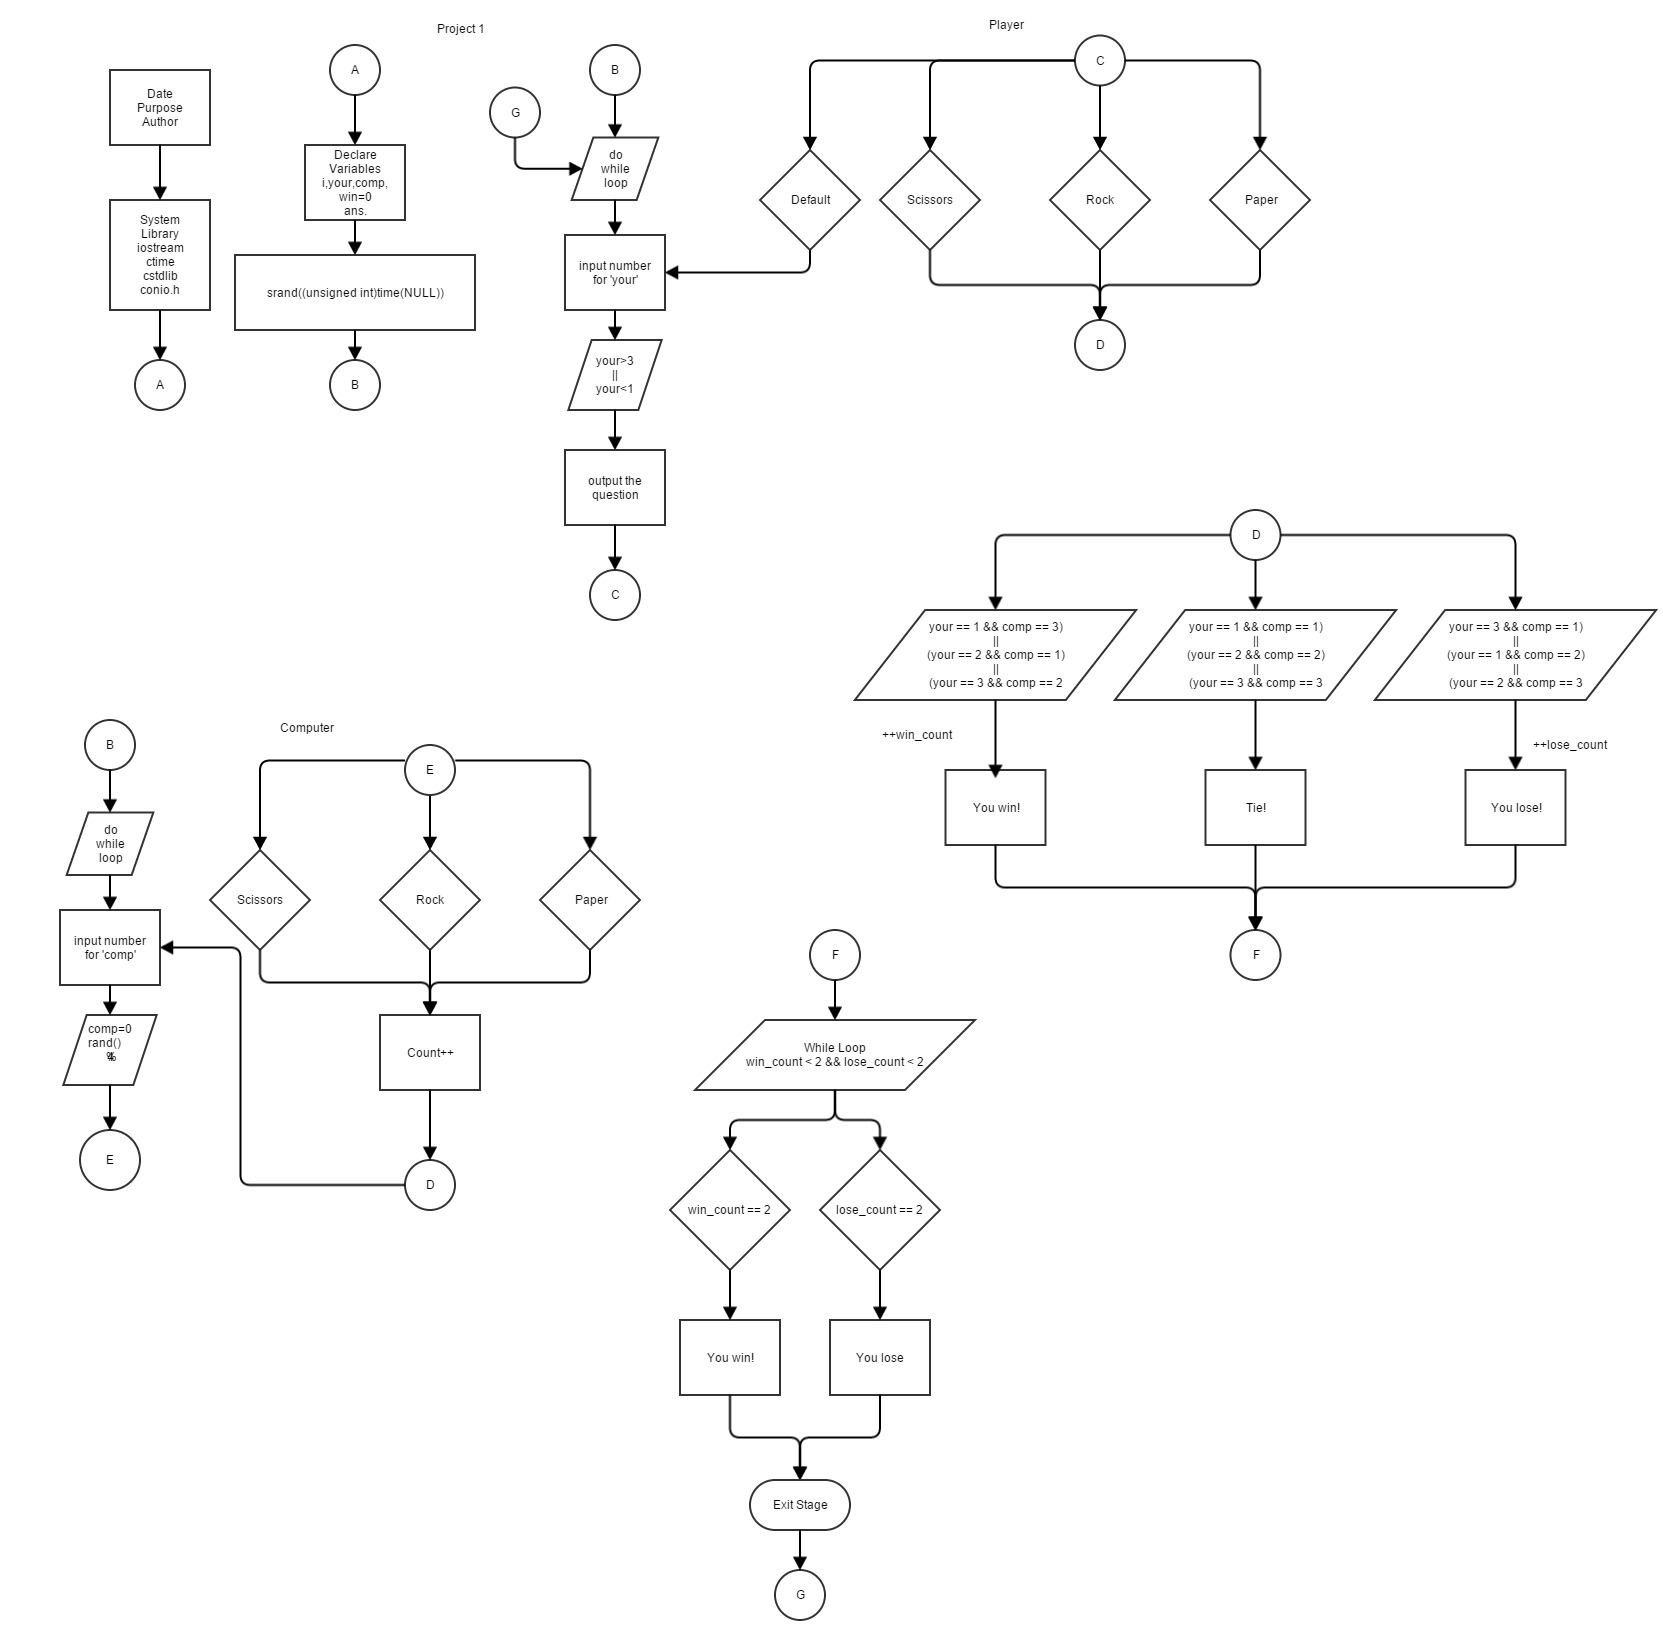 Project 1
Date
Purpose
Author
System
Library
iostream
ctime
cstdlib
conio.h
A
A
Declare
Variables
i,your,comp,
win=0
ans.
srand((unsigned int)time(NULL))
B
B
G
do
while
loop
input number
for 'your'
your>3
||
your<1
output the
question
C
Player
C
Default
Scissors
Rock
Paper
D
D
your == 1 && comp == 3)
||
(your == 2 && comp == 1)
||
(your == 3 && comp == 2
your == 1 && comp == 1)
||
(your == 2 && comp == 2)
||
(your == 3 && comp == 3
your == 3 && comp == 1)
||
(your == 1 && comp == 2)
||
(your == 2 && comp == 3
++win_count
++lose_count
You win!
Tie!
You lose!
F
B
do
while
loop
input number
for 'comp'
comp=0
rand()
%
E
Computer
E
Scissors
Rock
Paper
Count++
D
F
While Loop
win_count < 2 && lose_count < 2
win_count == 2
lose_count == 2
You win!
You lose
Exit Stage
G